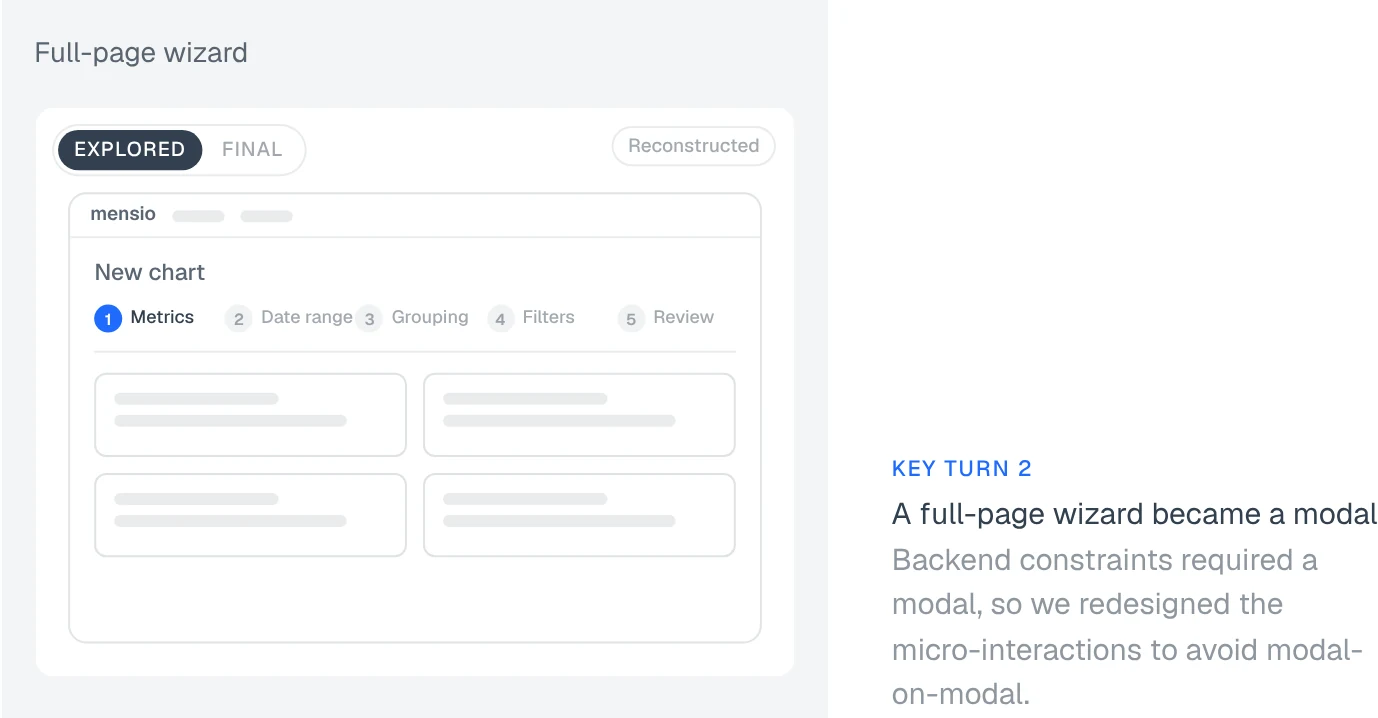 Full-page wizard
EXPLORED FINAL
Reconstructed
mensio
New chart
1 Metrics 2 Date range 3 Grouping 4 Filters 5 Review
KEY TURN 2
A full-page wizard became a modal
Backend constraints required a
modal, so we redesigned the
micro-interactions to avoid modal-
on-modal.